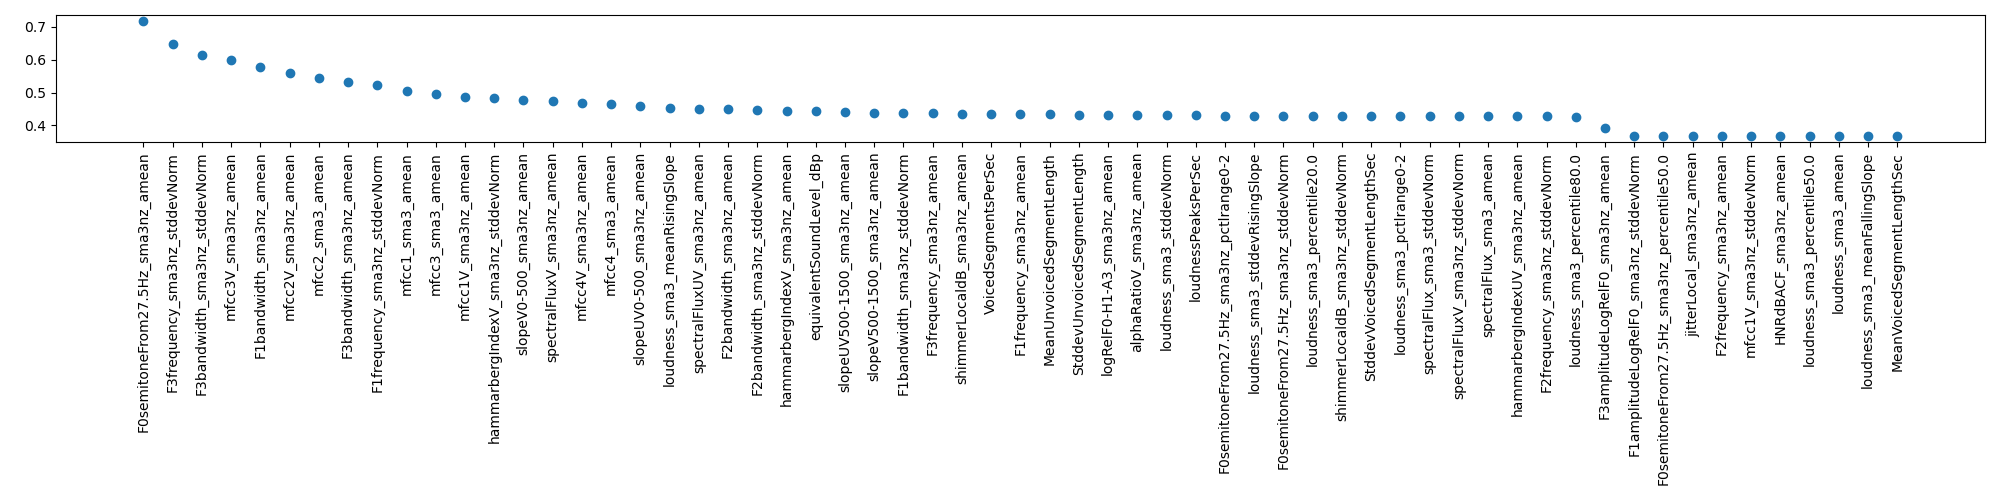 0.7
0.6
0.5
0.4
F0semitoneFrom27.5Hz_sma3nz_amean
F3frequency_sma3nz_stddevNorm
F3bandwidth_sma3nz_stddevNorm
mfcc3V_sma3nz_amean
F1bandwidth_sma3nz_amean
mfcc2V_sma3nz_amean
mfcc2_sma3_amean
F3bandwidth_sma3nz_amean
F1frequency_sma3nz_stddevNorm
mfcc1_sma3_amean
mfcc3_sma3_amean
mfcc1V_sma3nz_amean
hammarbergIndexV_sma3nz_stddevNorm
slopeV0-500_sma3nz_amean
spectralFluxV_sma3nz_amean
mfcc4V_sma3nz_amean
mfcc4_sma3_amean
slopeUV0-500_sma3nz_amean
loudness_sma3_meanRisingSlope
spectralFluxUV_sma3nz_amean
F2bandwidth_sma3nz_amean
F2bandwidth_sma3nz_stddevNorm
hammarbergIndexV_sma3nz_amean
equivalentSoundLevel_dBp
slopeUV500-1500_sma3nz_amean
slopeV500-1500_sma3nz_amean
F1bandwidth_sma3nz_stddevNorm
F3frequency_sma3nz_amean
shimmerLocaldB_sma3nz_amean
VoicedSegmentsPerSec
F1frequency_sma3nz_amean
MeanUnvoicedSegmentLength
StddevUnvoicedSegmentLength
logRelF0-H1-A3_sma3nz_amean
alphaRatioV_sma3nz_amean
loudness_sma3_stddevNorm
loudnessPeaksPerSec
F0semitoneFrom27.5Hz_sma3nz_pctlrange0-2
loudness_sma3_stddevRisingSlope
F0semitoneFrom27.5Hz_sma3nz_stddevNorm
loudness_sma3_percentile20.0
shimmerLocaldB_sma3nz_stddevNorm
StddevVoicedSegmentLengthSec
loudness_sma3_pctlrange0-2
spectralFlux_sma3_stddevNorm
spectralFluxV_sma3nz_stddevNorm
spectralFlux_sma3_amean
hammarbergIndexUV_sma3nz_amean
F2frequency_sma3nz_stddevNorm
loudness_sma3_percentile80.0
F3amplitudeLogRelF0_sma3nz_amean
F1amplitudeLogRelF0_sma3nz_stddevNorm
F0semitoneFrom27.5Hz_sma3nz_percentile50.0
jitterLocal_sma3nz_amean
F2frequency_sma3nz_amean
mfcc1V_sma3nz_stddevNorm
HNRdBACF_sma3nz_amean
loudness_sma3_percentile50.0
loudness_sma3_amean
loudness_sma3_meanFallingSlope
MeanVoicedSegmentLengthSec